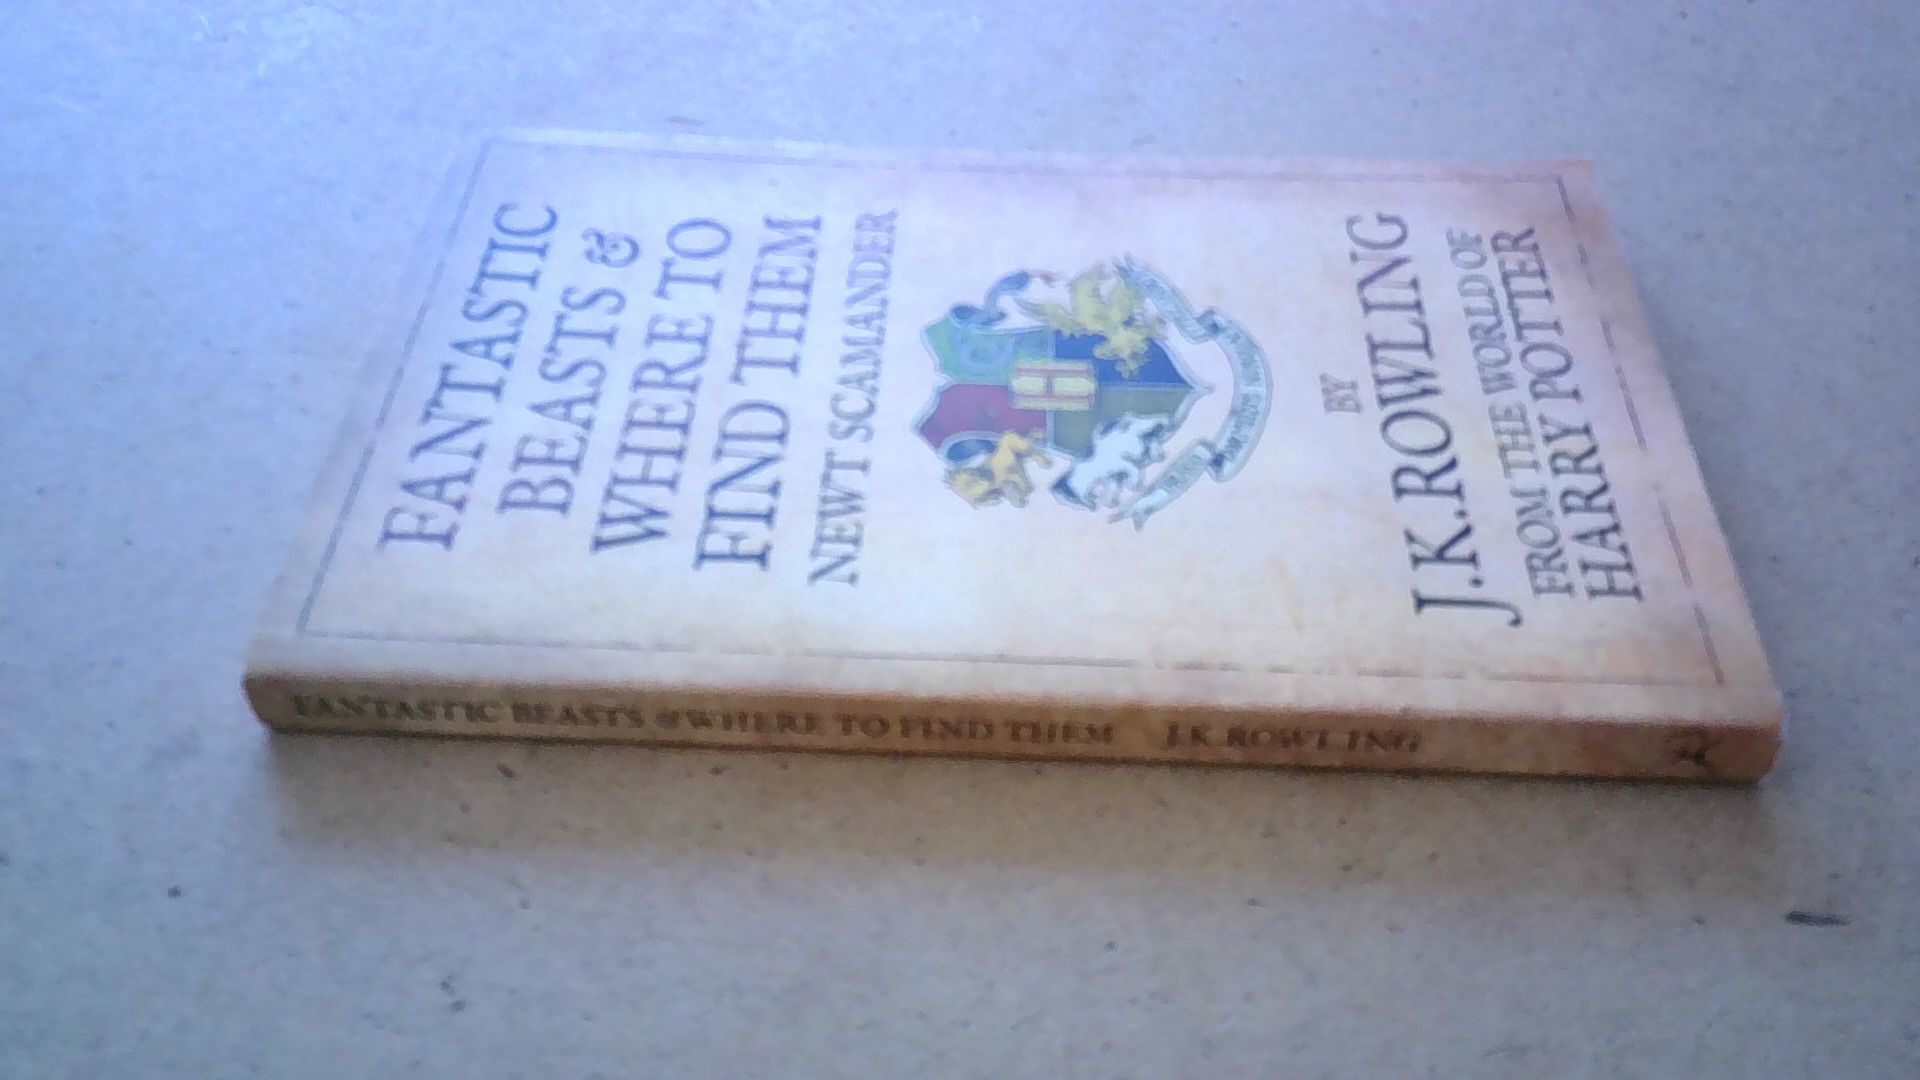 FANTASTIC
BEASTS &
WHERE TO
FIND THEM
NEWT SCAMANDER
H
BY
J.K.ROWLING
FROM THE WORLD OF
HARRY POTTER
FANTASTIC BEASTS & WHERE TO FIND THEM J.K ROWLING